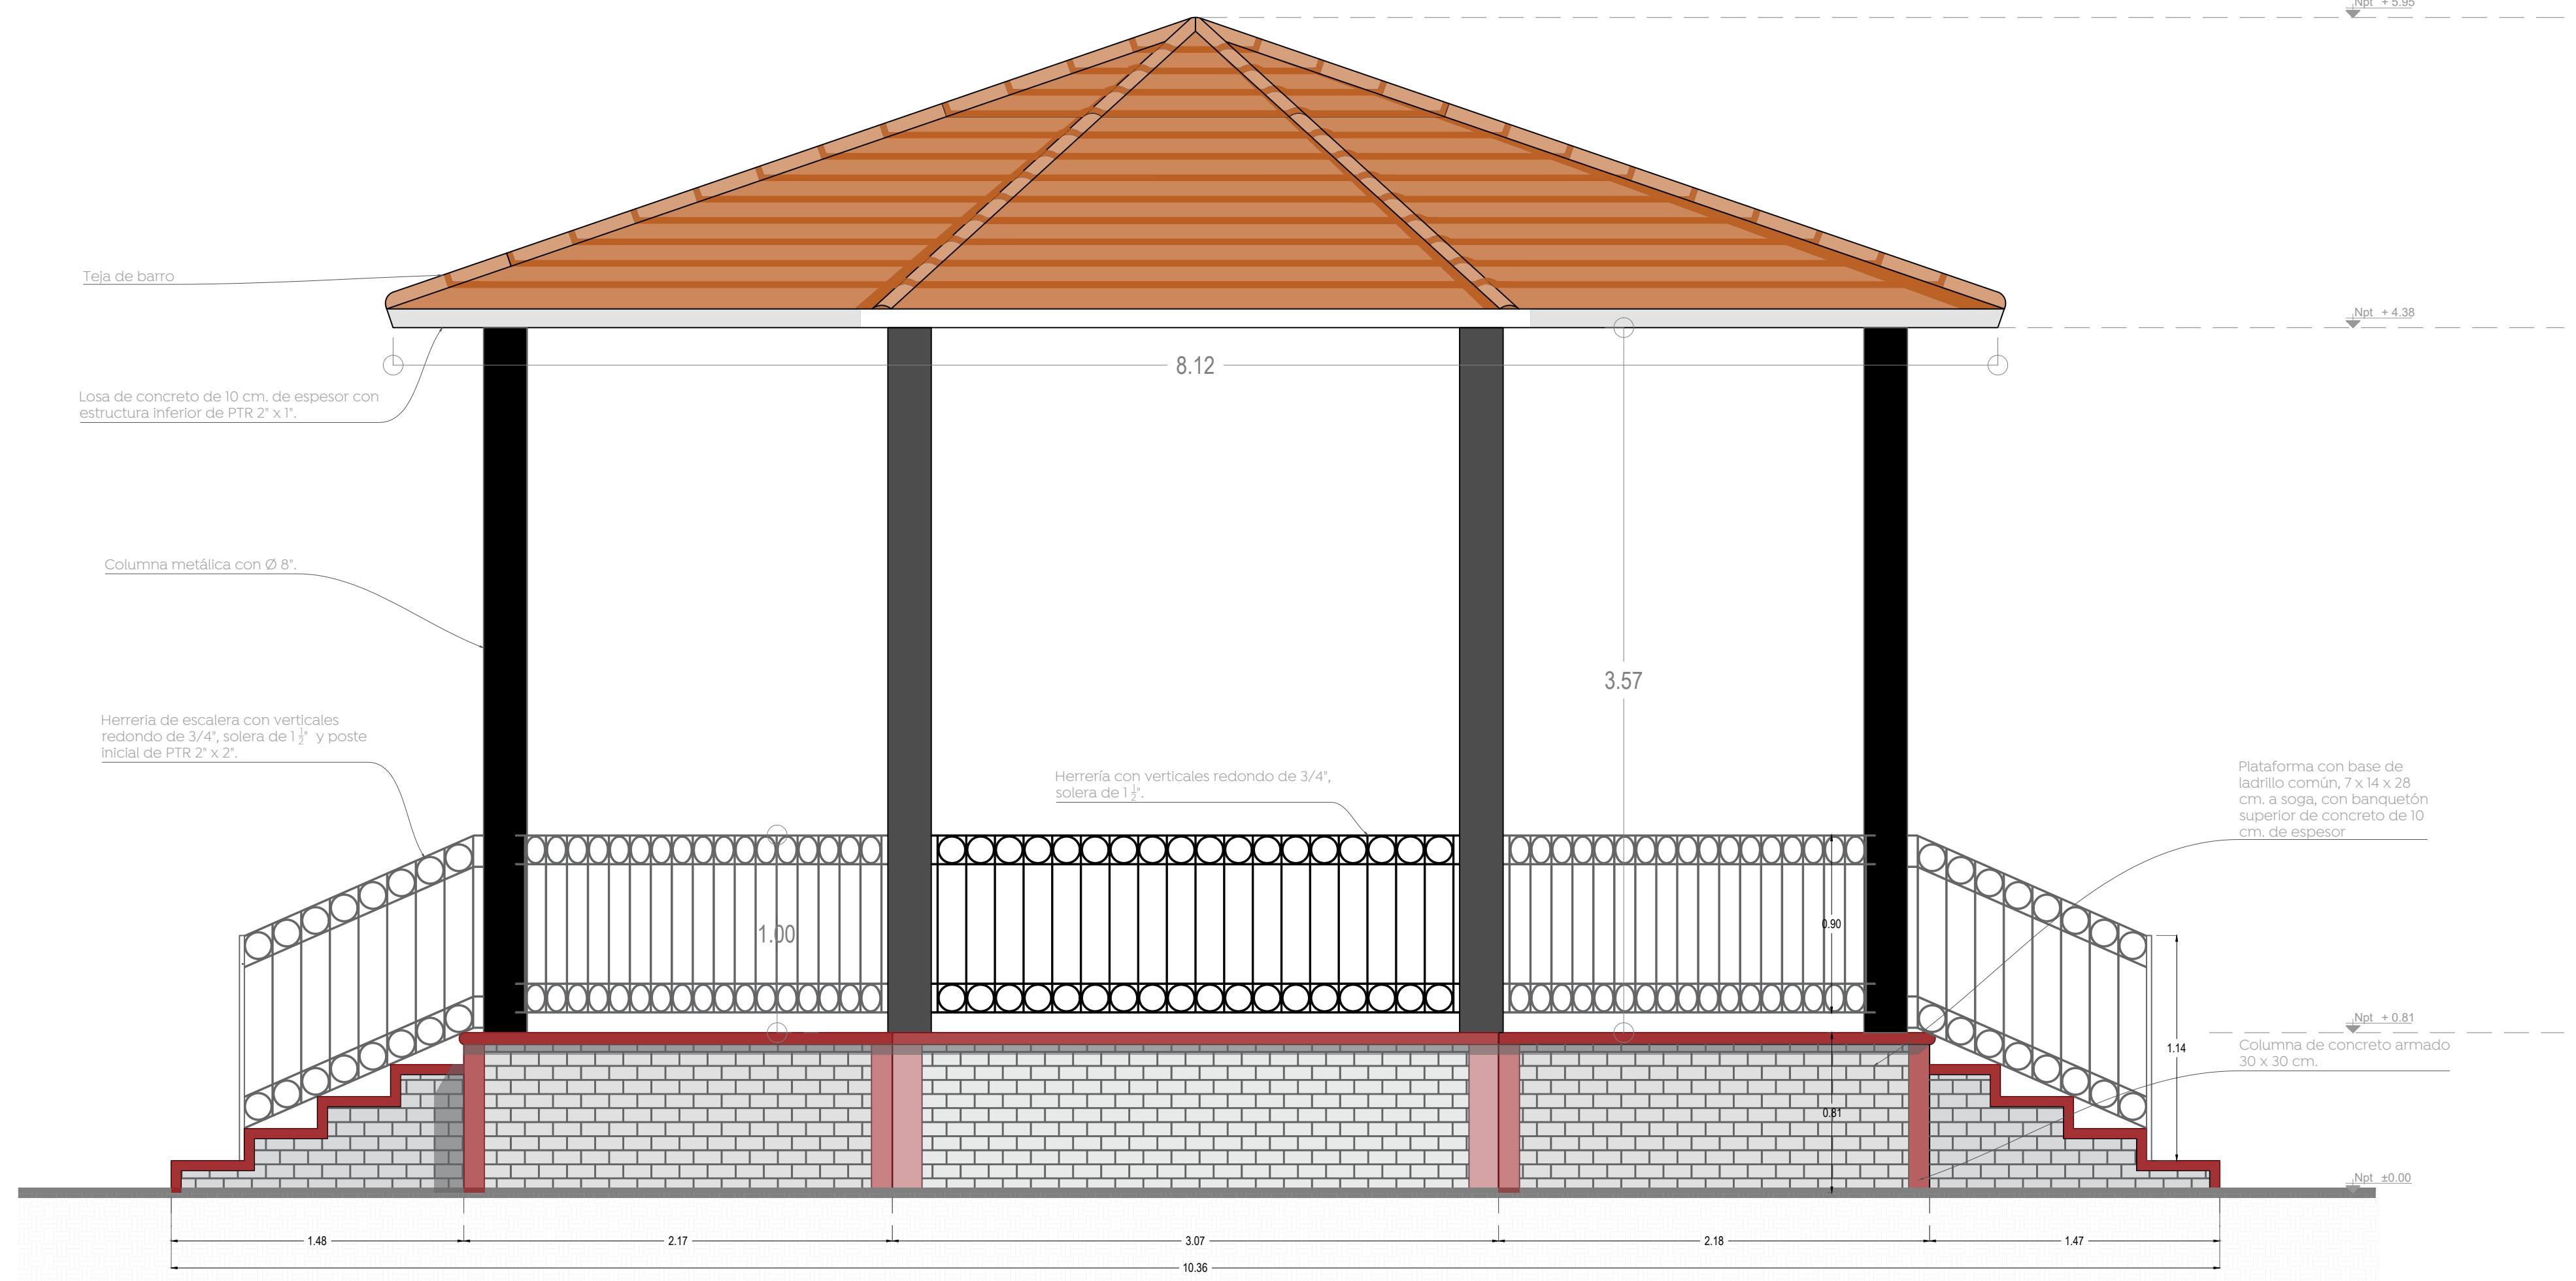 Npt + 5.95
Teja de barro
Npt + 4.38
8.12
Losa de concreto de 10 cm. de espesor con
estructura inferior de PTR 2" x 1".
Columna metálica con Ø 8".
3.57
Herreria de escalera con verticales
redondo de 3/4", solera de 1 1/2" y poste
inicial de PTR 2" x 2".
Herrería con verticales redondo de 3/4",
solera de 1 1/2".
Plataforma con base de
ladrillo común, 7 x 14 x 28
cm. a soga, con banquetón
superior de concreto de 10
cm. de espesor
1.00
0.90
Npt + 0.81
Columna de concreto armado
30 x 30 cm.
1.14
0.81
Npt ±0.00
1.48
2.17
3.07
2.18
1.47
10.36